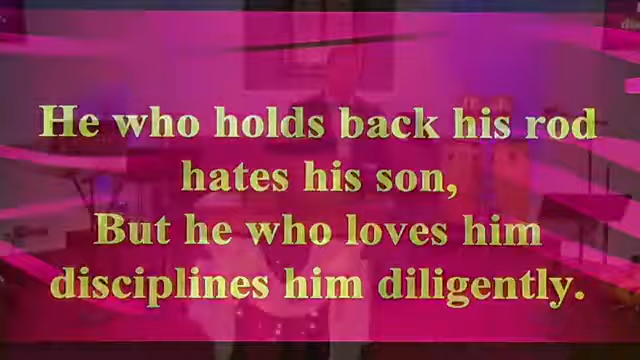 He who holds back his rod
hates his son,
But he who loves him
disciplines him diligently.